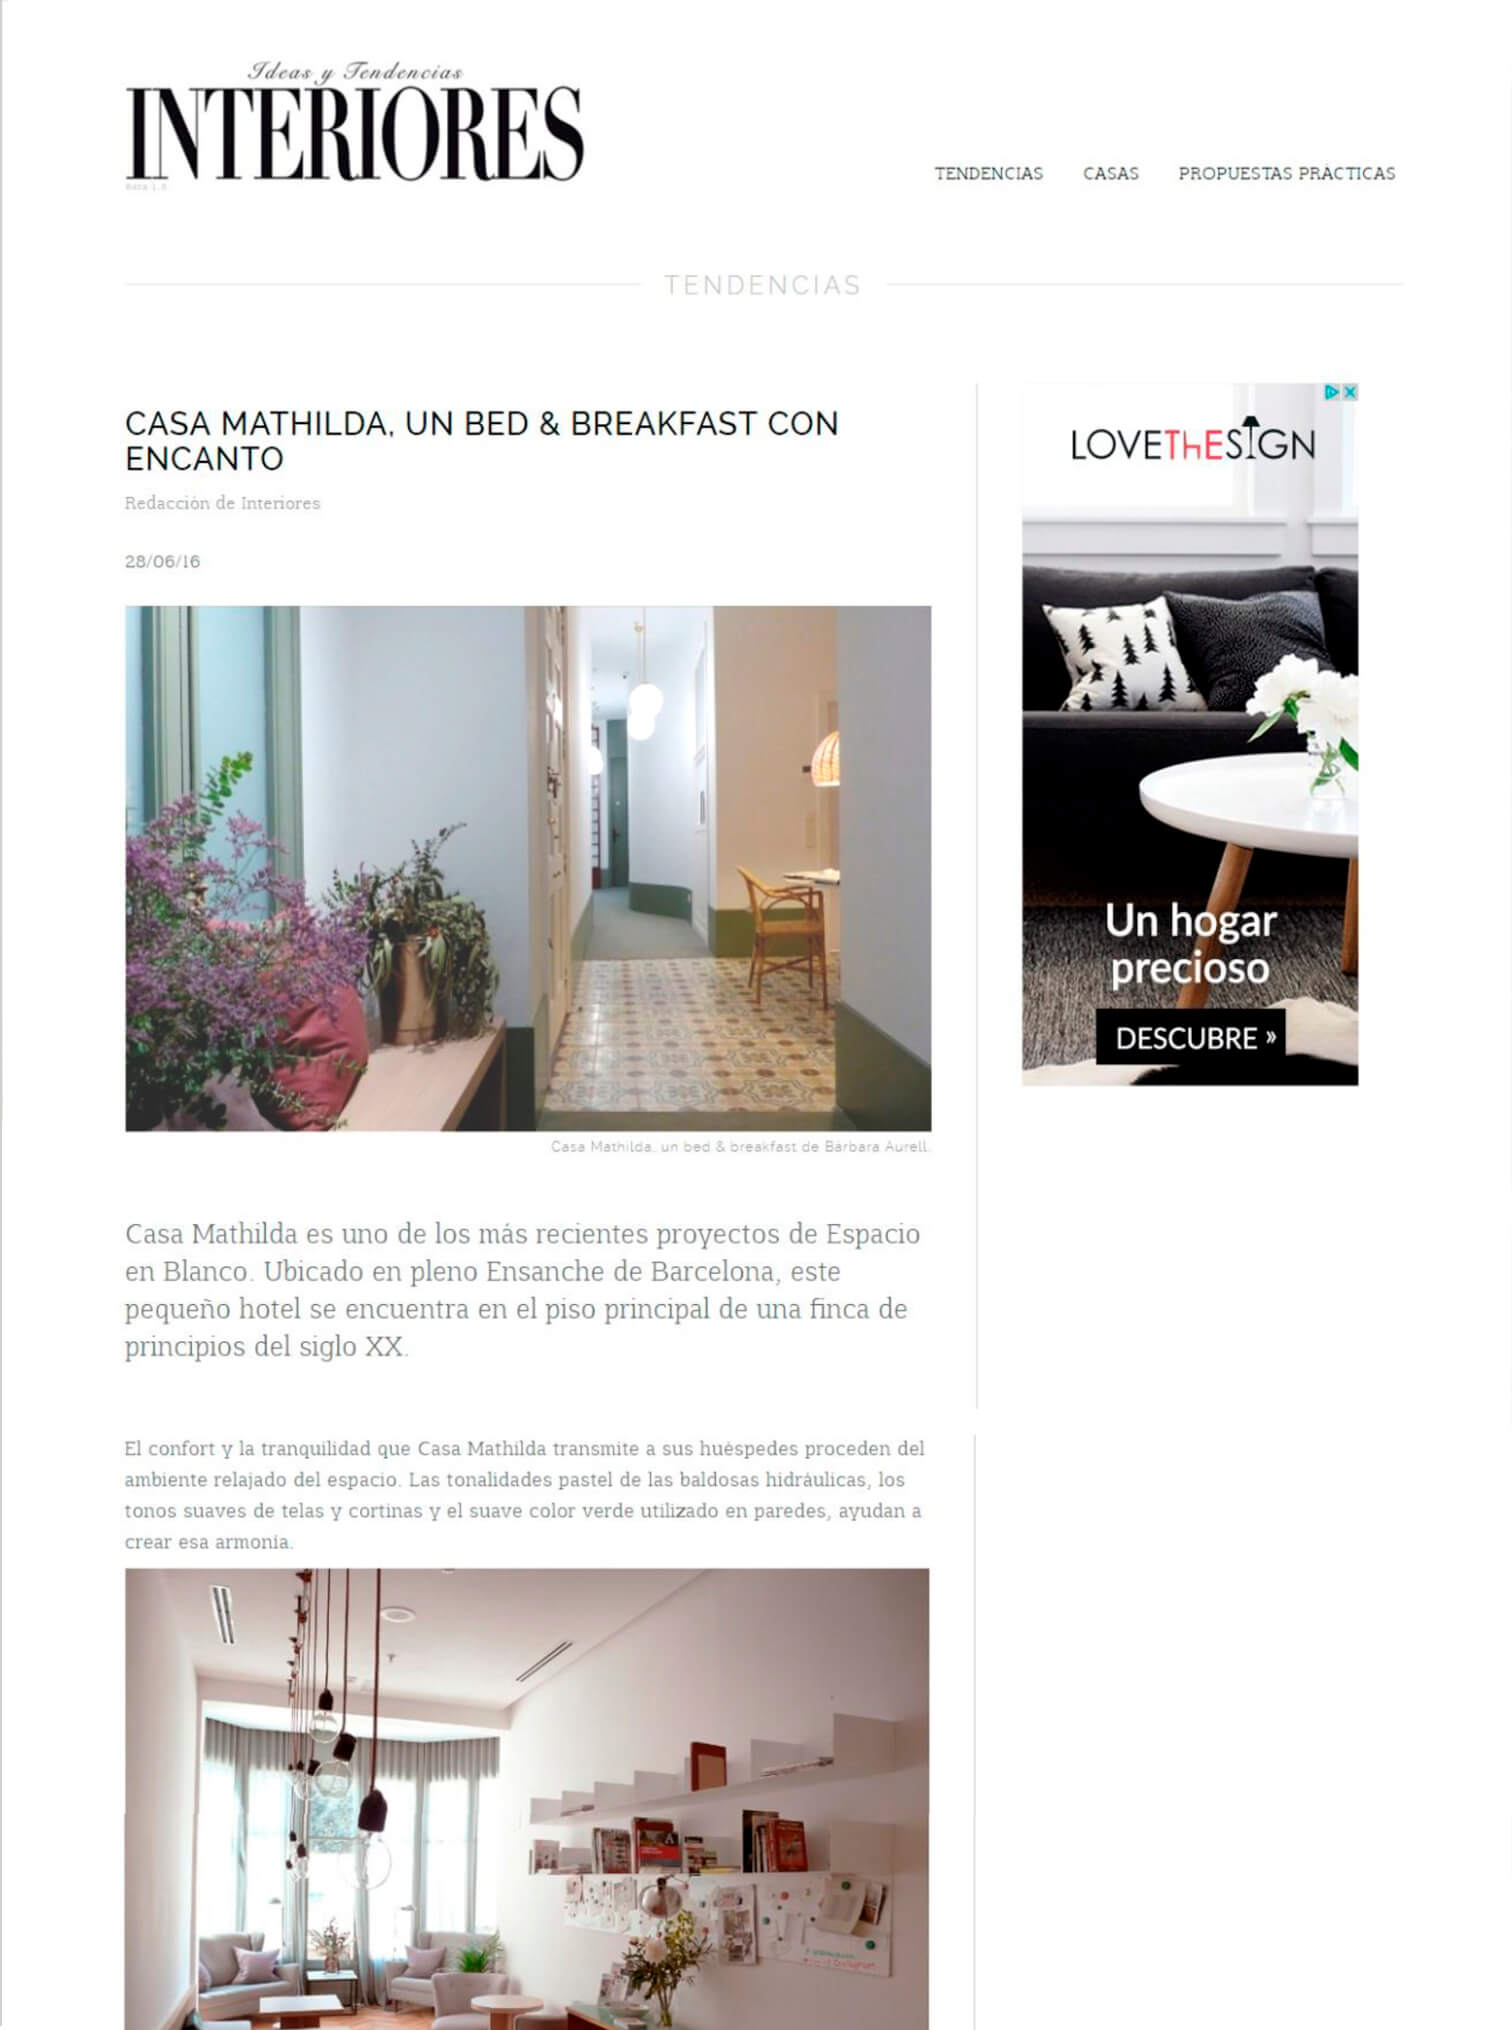 Ideas y Tendencias
INTERIORES
Beta 1.0
TENDENCIAS CASAS PROPUESTAS PRÁCTICAS
TENDENCIAS
CASA MATHILDA, UN BED & BREAKFAST CON
ENCANTO
Redacción de Interiores
28/06/16
Casa Mathilda, un bed & breakfast de Bárbara Aurell.
Casa Mathilda es uno de los más recientes proyectos de Espacio
en Blanco. Ubicado en pleno Ensanche de Barcelona, este
pequeño hotel se encuentra en el piso principal de una finca de
principios del siglo XX.
El confort y la tranquilidad que Casa Mathilda transmite a sus huéspedes proceden del
ambiente relajado del espacio. Las tonalidades pastel de las baldosas hidráulicas, los
tonos suaves de telas y cortinas y el suave color verde utilizado en paredes, ayudan a
crear esa armonía.
LOVEThESIGN
Un hogar
precioso
DESCUBRE »